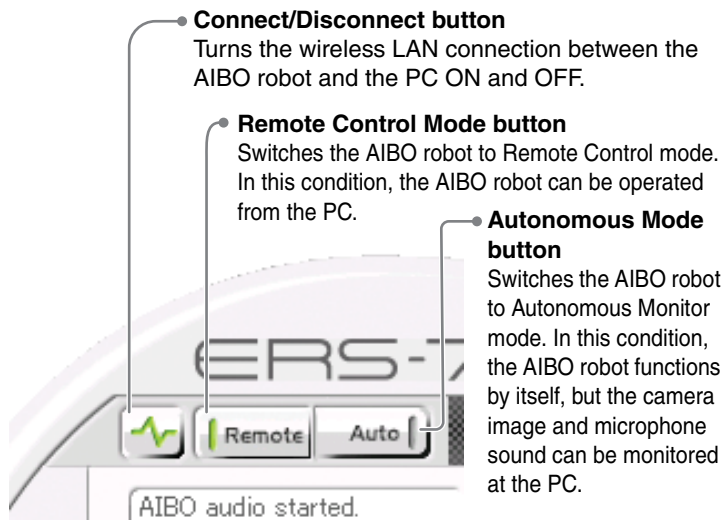 Connect/Disconnect button
Turns the wireless LAN connection between the
AIBO robot and the PC ON and OFF.
Remote Control Mode button
Switches the AIBO robot to Remote Control mode.
In this condition, the AIBO robot can be operated
from the PC.
Autonomous Mode
button
Switches the AIBO robot
to Autonomous Monitor
mode. In this condition,
the AIBO robot functions
by itself, but the camera
image and microphone
sound can be monitored
at the PC.
ERS-7
Remote Auto
AIBO audio started.